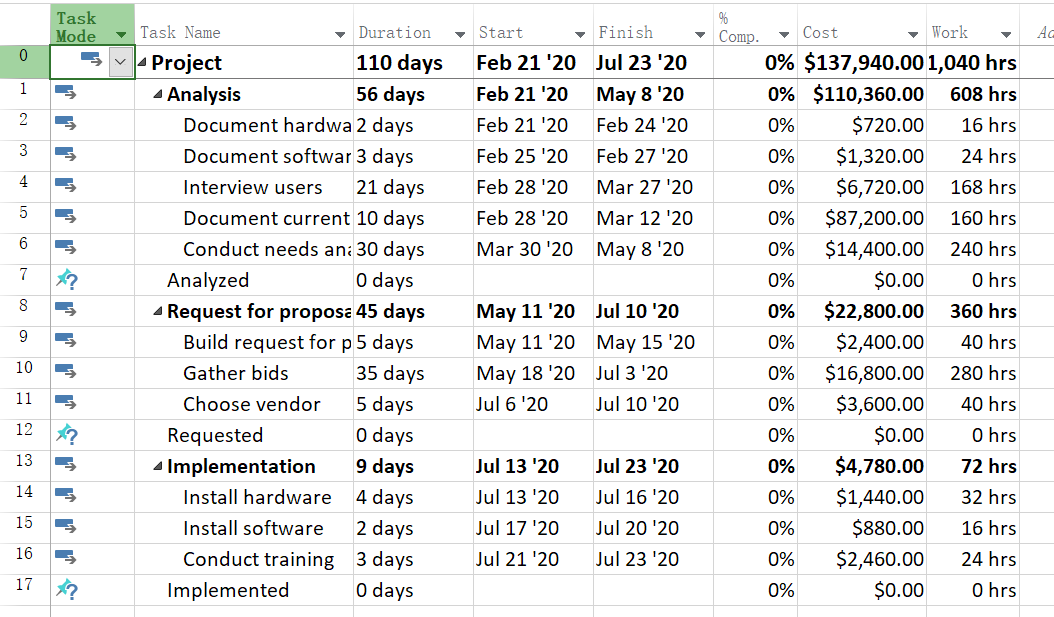 Task Mode Task Name Duration Start Finish % Comp. Cost Work Ad
0 Project 110 days Feb 21 '20 Jul 23 '20 0% $137,940.00 1,040 hrs
1 Analysis 56 days Feb 21 '20 May 8 '20 0% $110,360.00 608 hrs
2 Document hardwa 2 days Feb 21 '20 Feb 24 '20 0% $720.00 16 hrs
3 Document softwar 3 days Feb 25 '20 Feb 27 '20 0% $1,320.00 24 hrs
4 Interview users 21 days Feb 28 '20 Mar 27 '20 0% $6,720.00 168 hrs
5 Document current 10 days Feb 28 '20 Mar 12 '20 0% $87,200.00 160 hrs
6 Conduct needs ana 30 days Mar 30 '20 May 8 '20 0% $14,400.00 240 hrs
7 Analyzed 0 days 0% $0.00 0 hrs
8 Request for proposa 45 days May 11 '20 Jul 10 '20 0% $22,800.00 360 hrs
9 Build request for p 5 days May 11 '20 May 15 '20 0% $2,400.00 40 hrs
10 Gather bids 35 days May 18 '20 Jul 3 '20 0% $16,800.00 280 hrs
11 Choose vendor 5 days Jul 6 '20 Jul 10 '20 0% $3,600.00 40 hrs
12 Requested 0 days 0% $0.00 0 hrs
13 Implementation 9 days Jul 13 '20 Jul 23 '20 0% $4,780.00 72 hrs
14 Install hardware 4 days Jul 13 '20 Jul 16 '20 0% $1,440.00 32 hrs
15 Install software 2 days Jul 17 '20 Jul 20 '20 0% $880.00 16 hrs
16 Conduct training 3 days Jul 21 '20 Jul 23 '20 0% $2,460.00 24 hrs
17 Implemented 0 days 0% $0.00 0 hrs